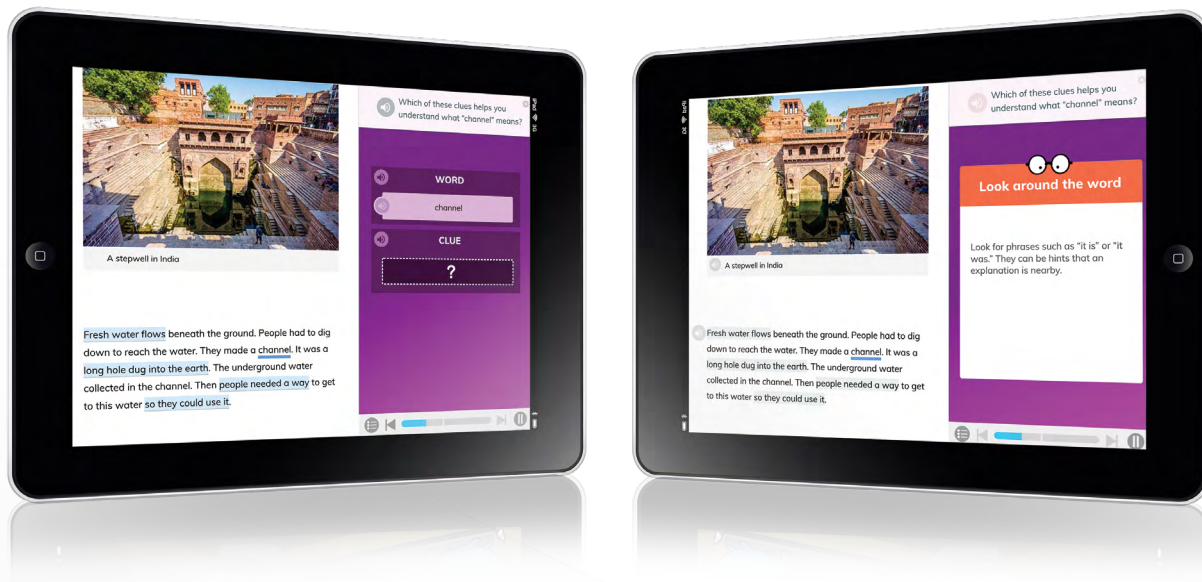 Which of these clues helps you
understand what “channel” means?
iPad
3G
WORD
channel
CLUE
?
A stepwell in India
Fresh water flows beneath the ground. People had to dig
down to reach the water. They made a channel. It was a
long hole dug into the earth. The underground water
collected in the channel. Then people needed a way to get
to this water so they could use it.
iPad
3G
Which of these clues helps you
understand what “channel” means?
Look around the word
Look for phrases such as “it is” or “it
was.” They can be hints that an
explanation is nearby.
A stepwell in India
Fresh water flows beneath the ground. People had to dig
down to reach the water. They made a channel. It was a
long hole dug into the earth. The underground water
collected in the channel. Then people needed a way to get
to this water so they could use it.